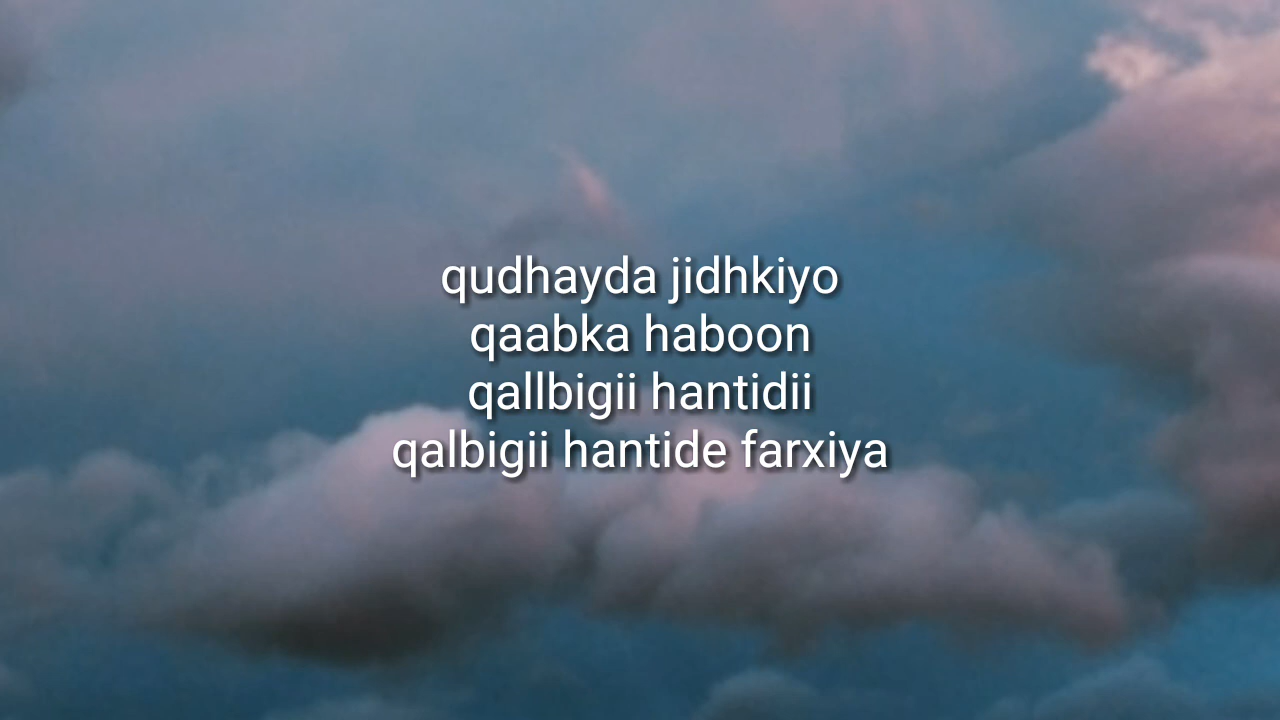 qudhayda jidhkiyo
qaabka haboon
qallbigii hantidii
qalbigii hantide farxiya